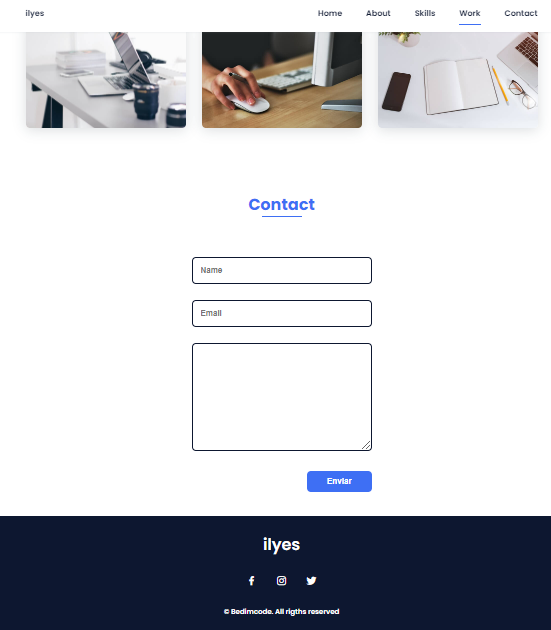 ilyes
Home About Skills Work Contact
Contact
Name
Email
Enviar
ilyes
© Bedimcode. All rigths reserved